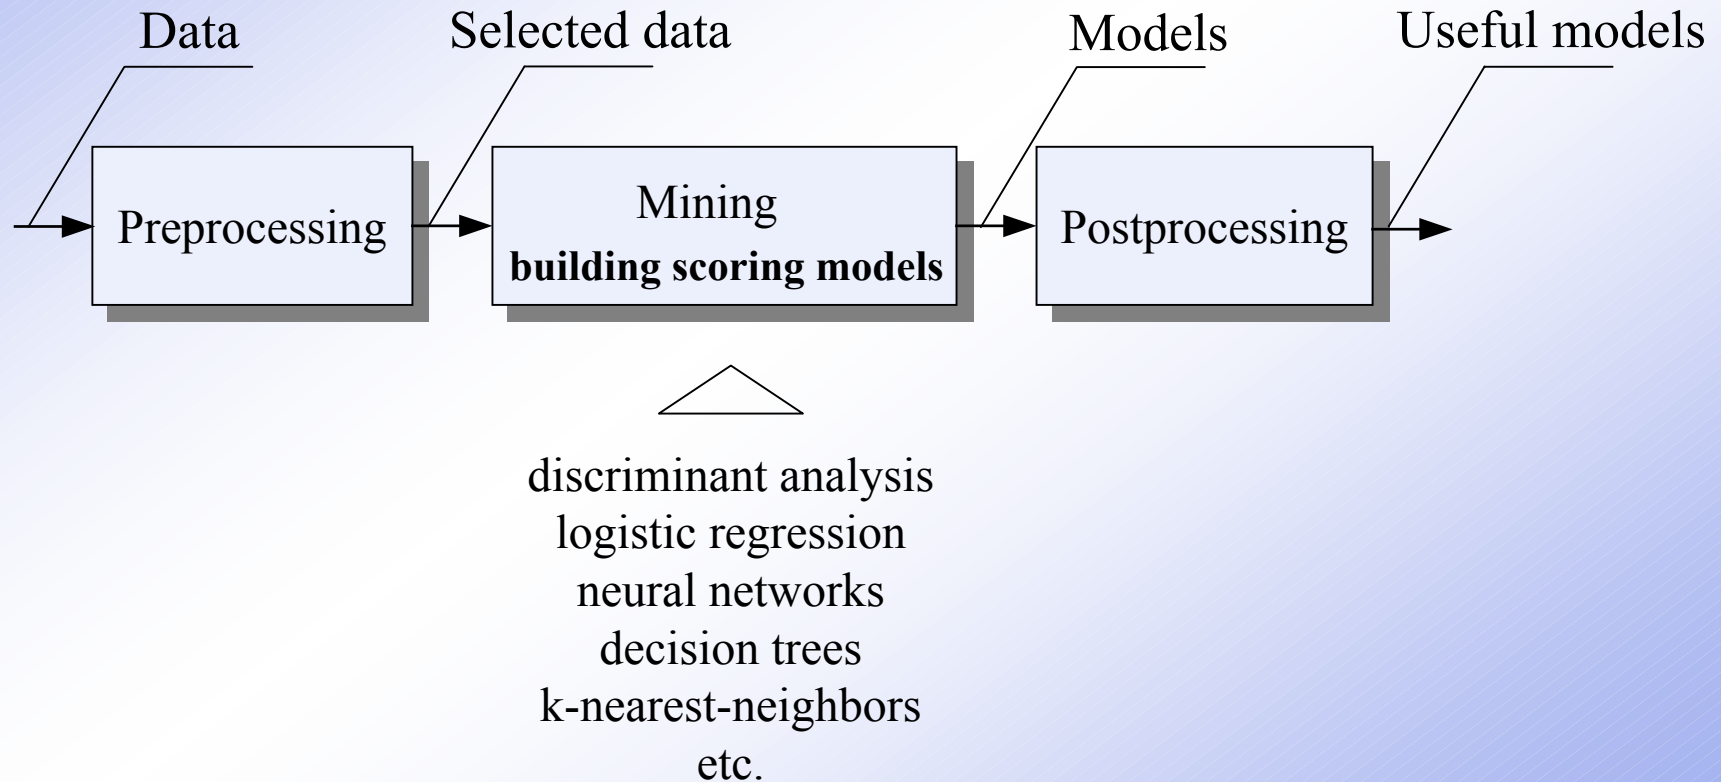 Data
Selected data
Models
Useful models
Preprocessing
Mining
building scoring models
Postprocessing
discriminant analysis
logistic regression
neural networks
decision trees
k-nearest-neighbors
etc.